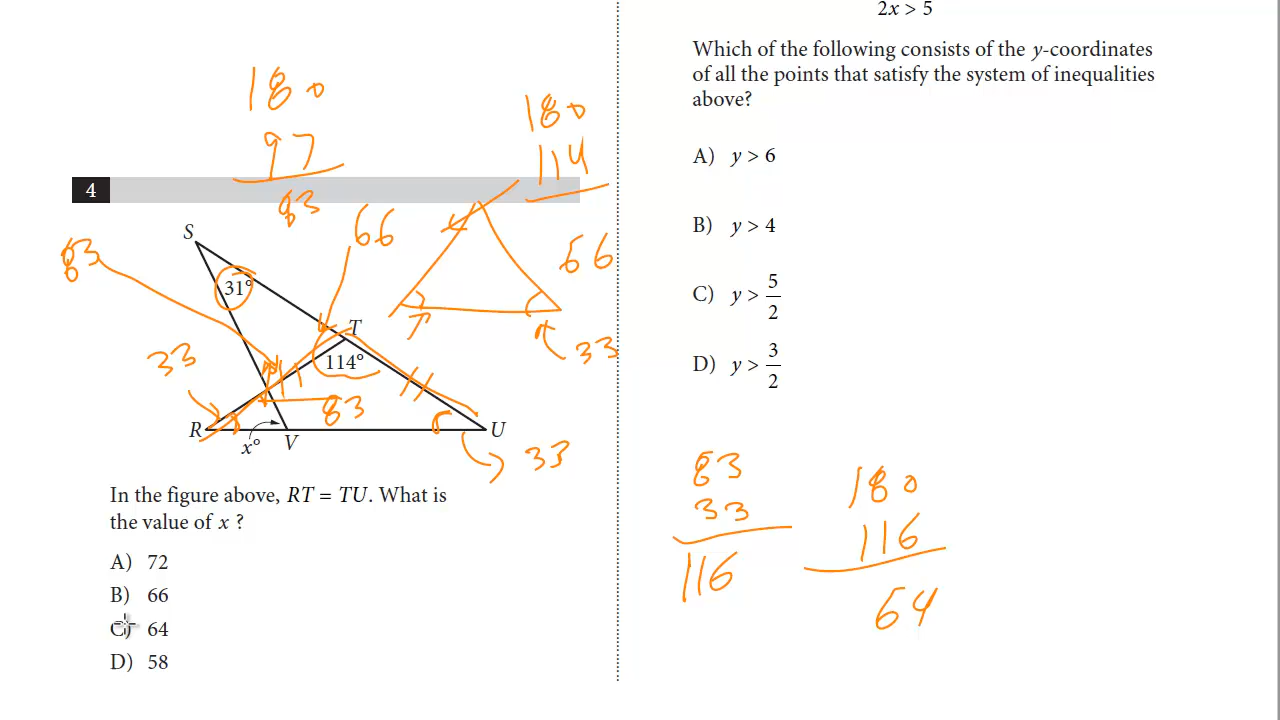 180
97
83
4
S
31°
T
114°
R
x°
V
U
83
33
66
83
33
180
114
66
33
In the figure above, RT = TU. What is
the value of x ?
A) 72
B) 66
C) 64
D) 58
2x > 5
Which of the following consists of the y-coordinates
of all the points that satisfy the system of inequalities
above?
A) y > 6
B) y > 4
C) y > 5/2
D) y > 3/2
83
33
116
180
116
64